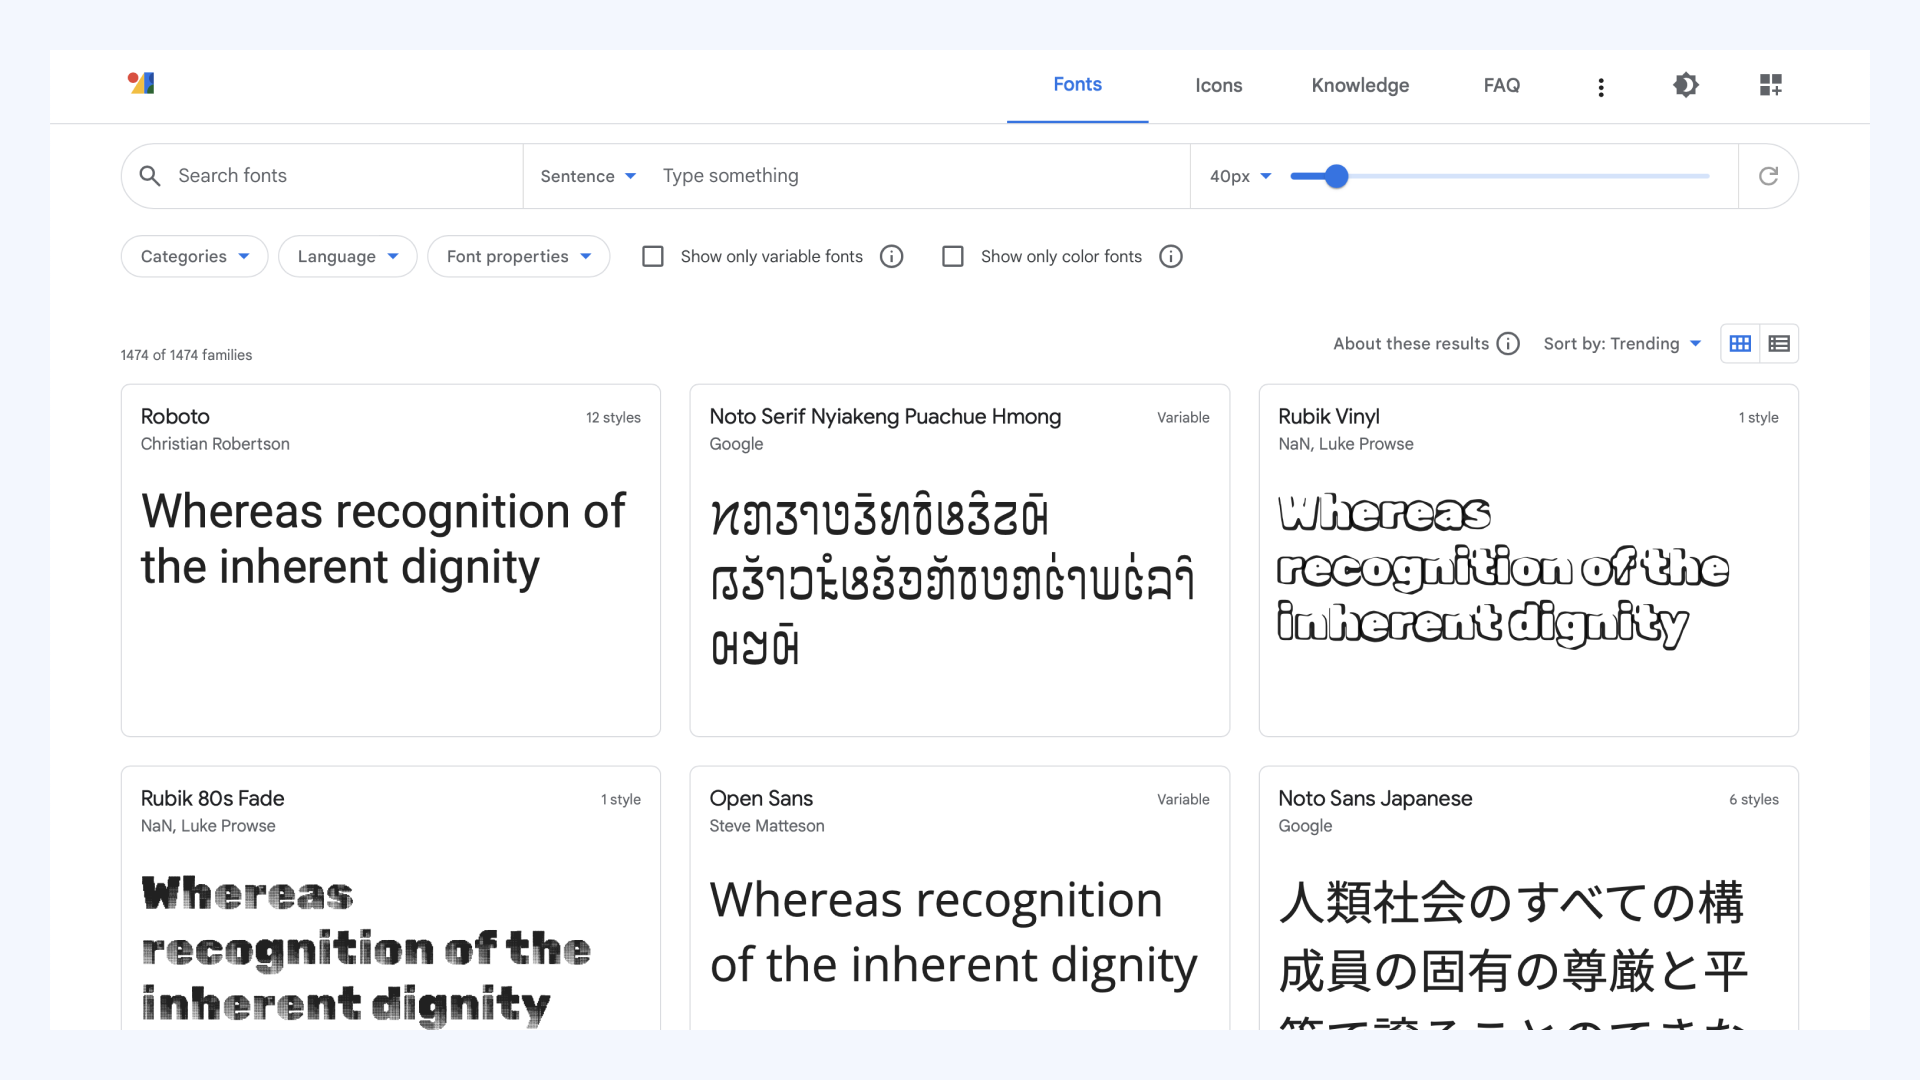 Fonts Icons Knowledge FAQ
Search fonts Sentence Type something 40px
Categories Language Font properties Show only variable fonts Show only color fonts
About these results Sort by: Trending
1474 of 1474 families
Roboto 12 styles
Christian Robertson
Whereas recognition of
the inherent dignity
Noto Serif Nyiakeng Puachue Hmong Variable
Google
Rubik Vinyl 1 style
NaN, Luke Prowse
Whereas
recognition of the
inherent dignity
Rubik 80s Fade 1 style
NaN, Luke Prowse
Whereas
recognition of the
inherent dignity
Open Sans Variable
Steve Matteson
Whereas recognition
of the inherent dignity
Noto Sans Japanese 6 styles
Google
人類社会のすべての構
成員の固有の尊厳と平